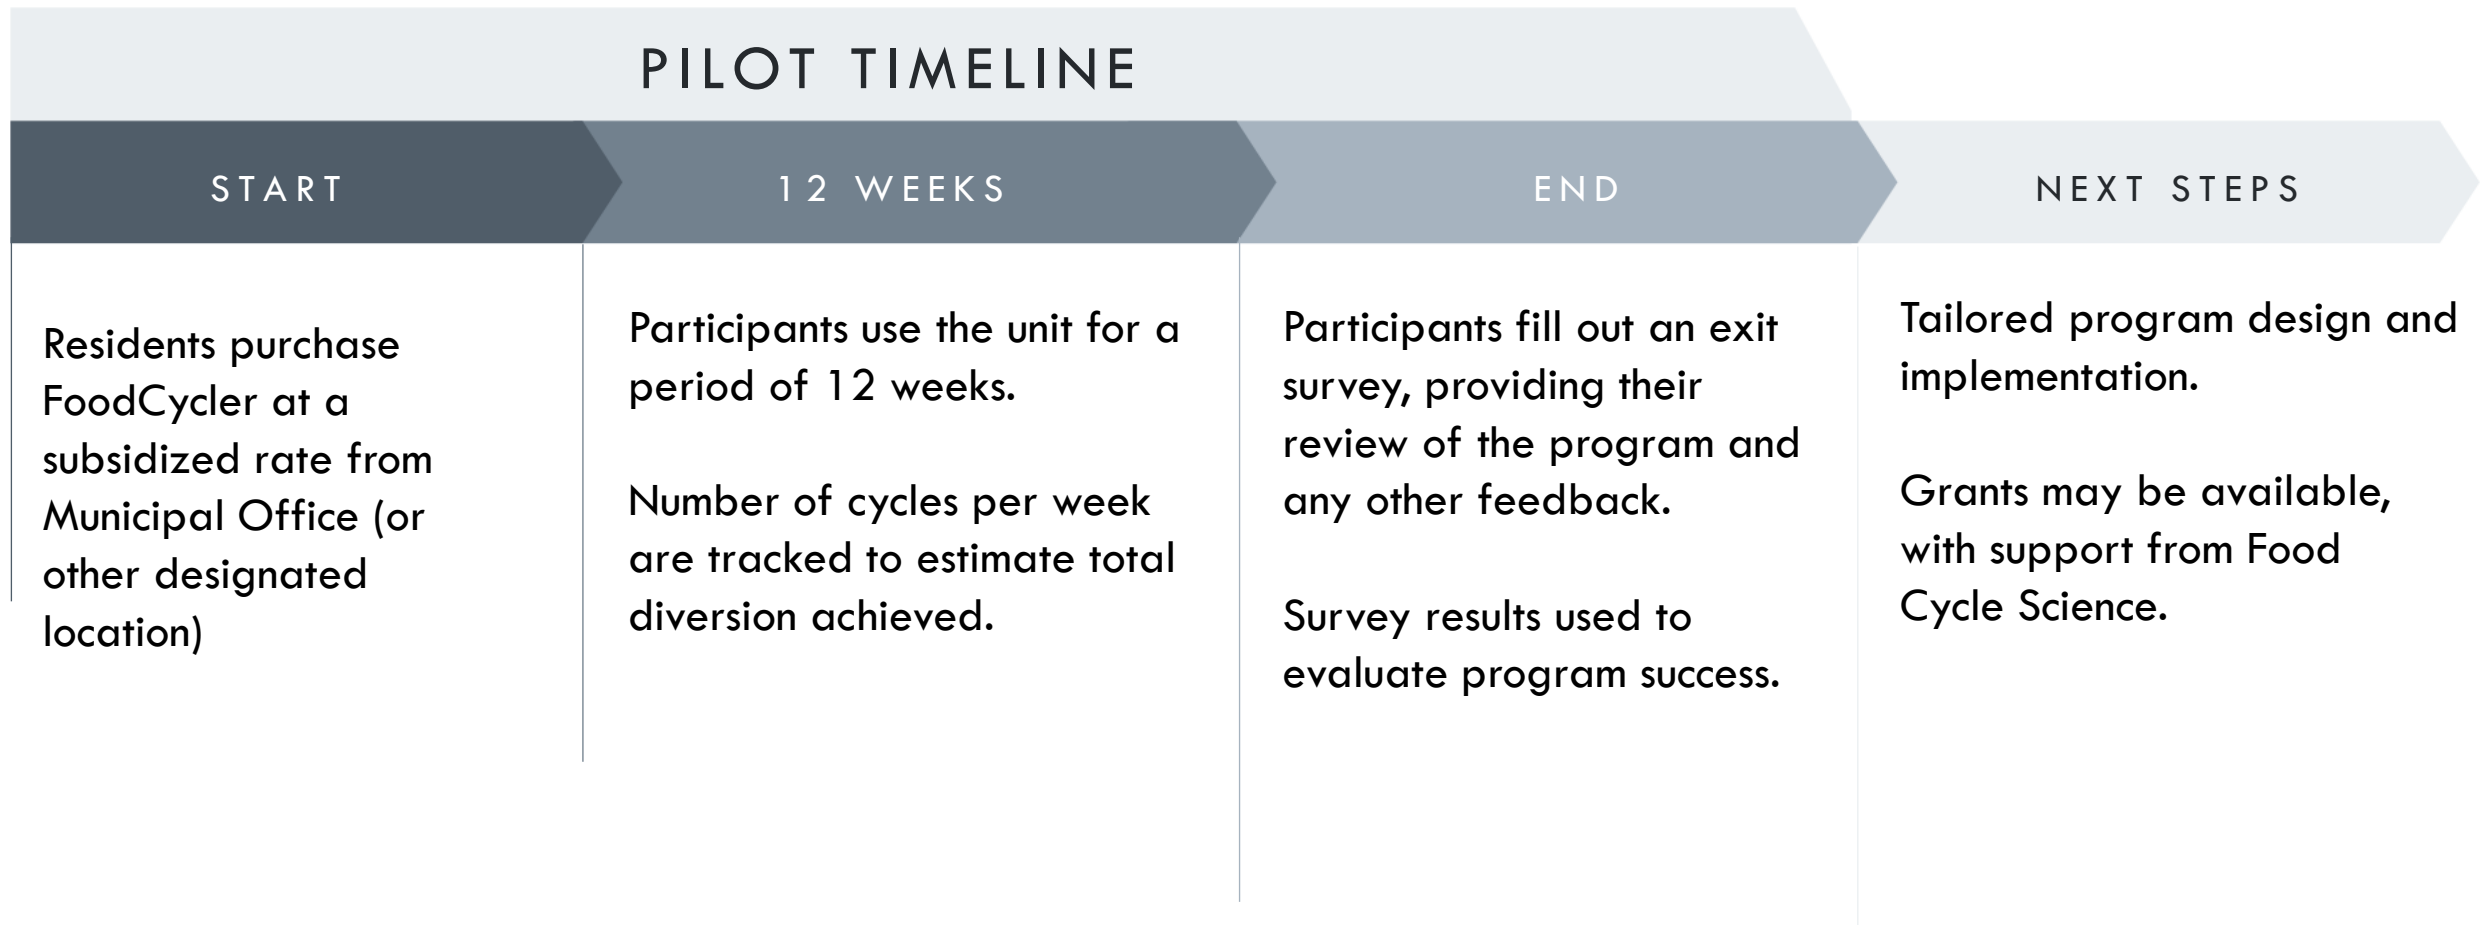 PILOT TIMELINE
START
12 WEEKS
END
NEXT STEPS
Residents purchase
FoodCycler at a
subsidized rate from
Municipal Office (or
other designated
location)
Participants use the unit for a
period of 12 weeks.
Number of cycles per week
are tracked to estimate total
diversion achieved.
Participants fill out an exit
survey, providing their
review of the program and
any other feedback.
Survey results used to
evaluate program success.
Tailored program design and
implementation.
Grants may be available,
with support from Food
Cycle Science.